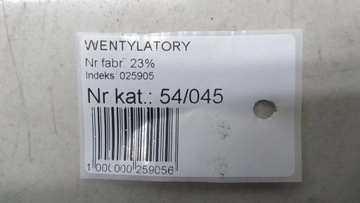 WENTYLATORY
Nr fabr. 23%
Indeks: 025905
Nr kat.: 54/045
1 000000 259056